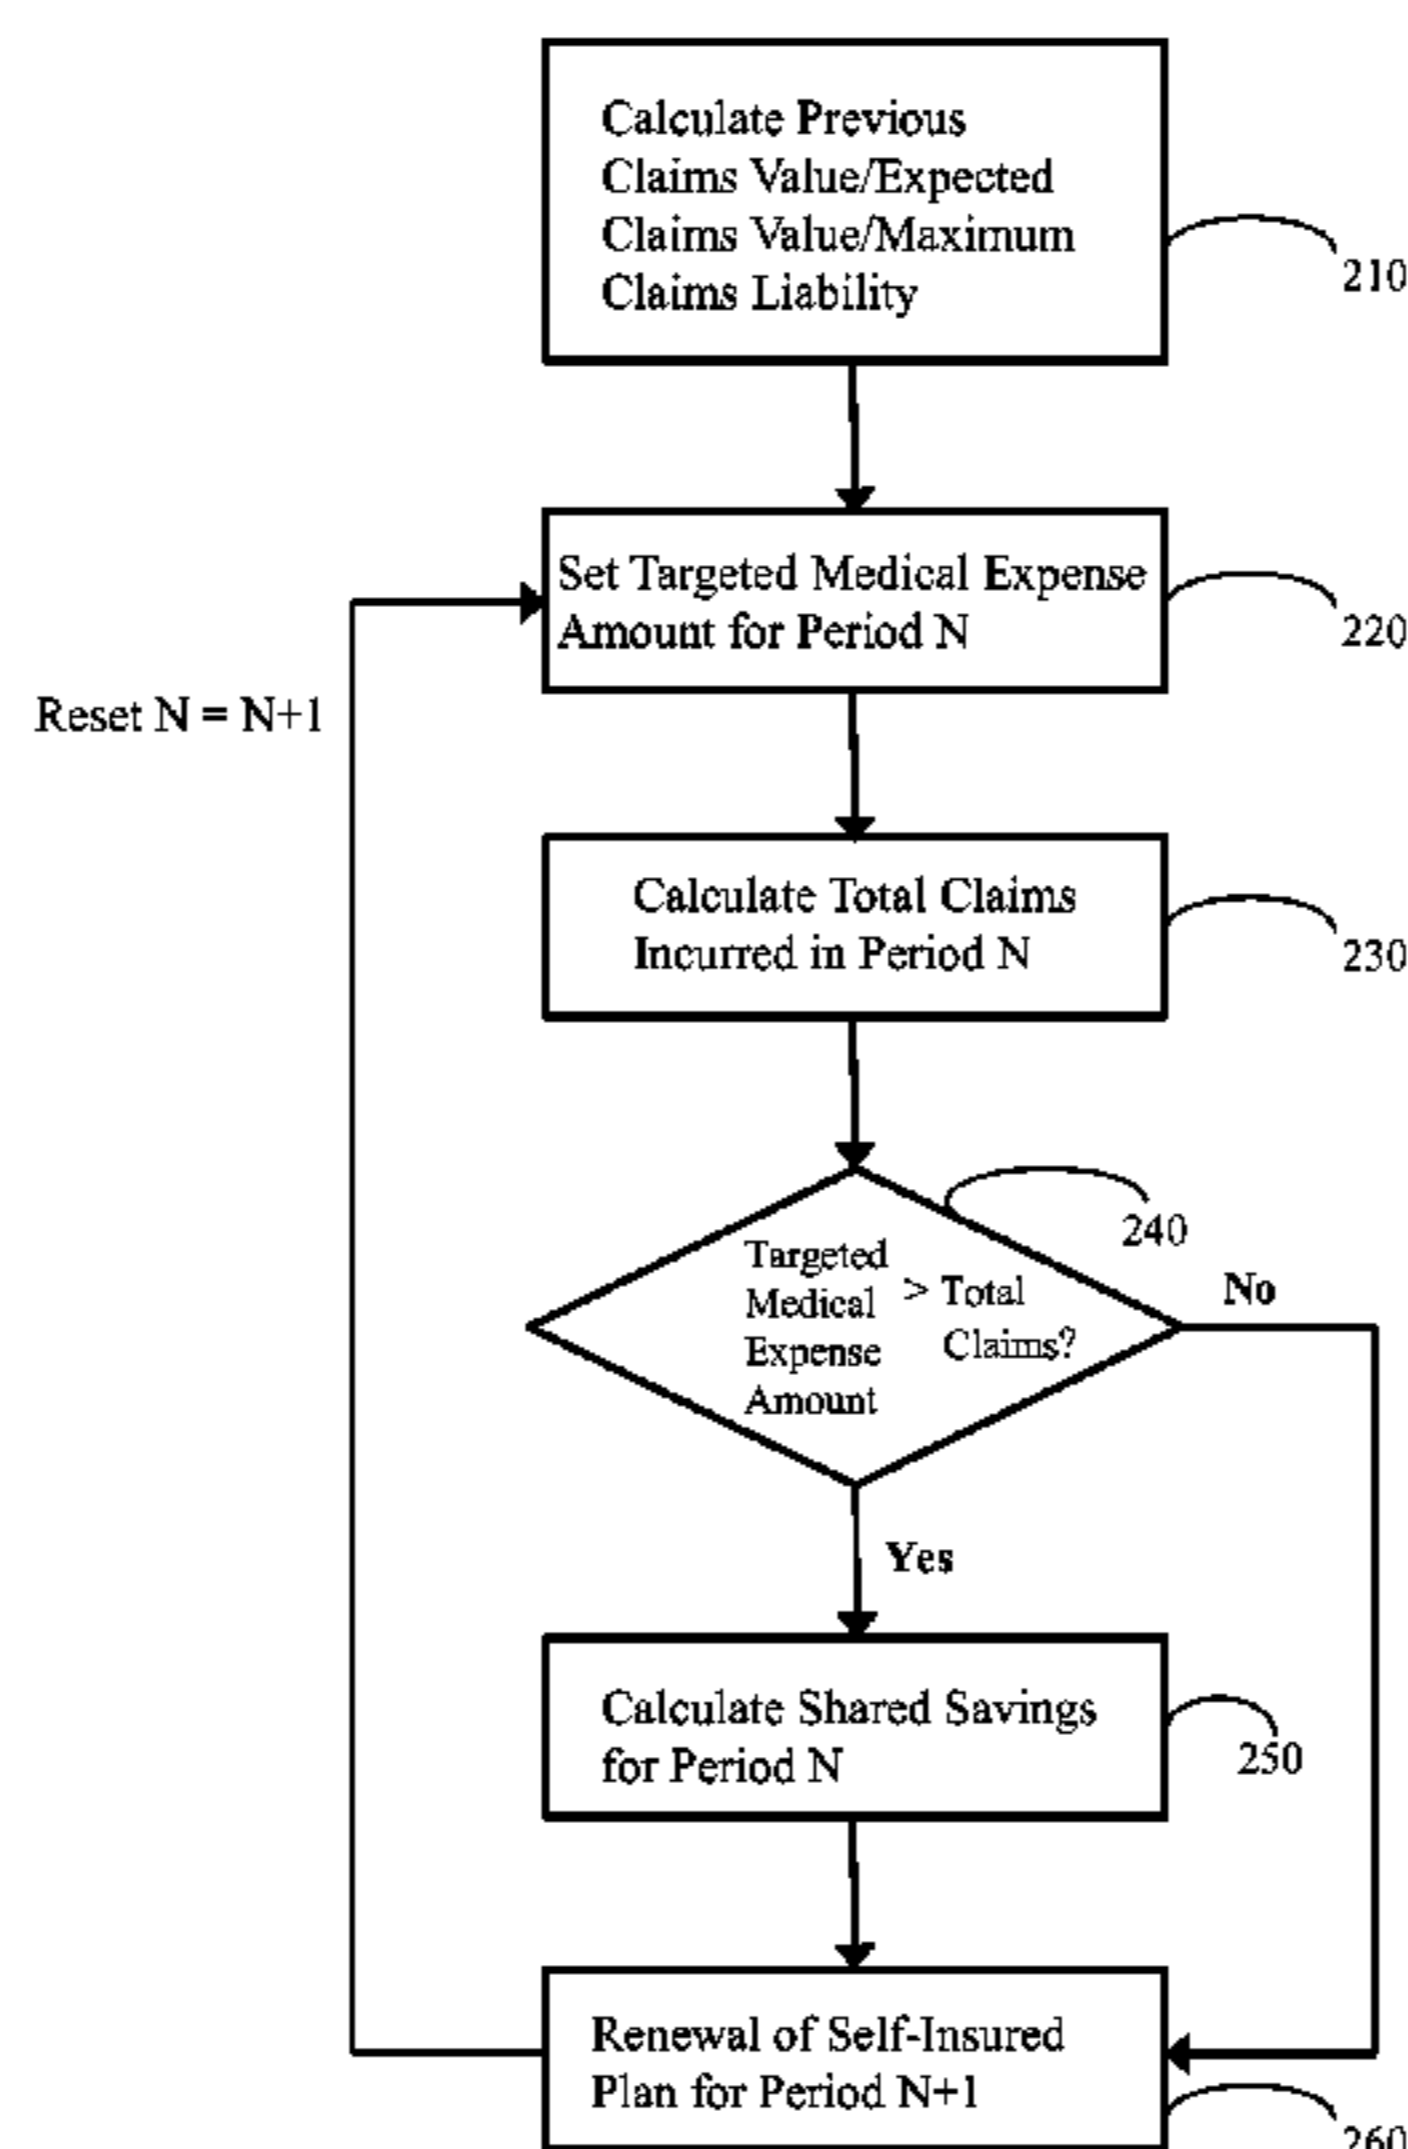 Calculate Previous
Claims Value/Expected
Claims Value/Maximum
Claims Liability
210
Set Targeted Medical Expense
Amount for Period N
220
Reset N = N+1
Calculate Total Claims
Incurred in Period N
230
240
Targeted
Medical
Expense
Amount
> Total
Claims?
No
Yes
Calculate Shared Savings
for Period N
250
Renewal of Self-Insured
Plan for Period N+1
260